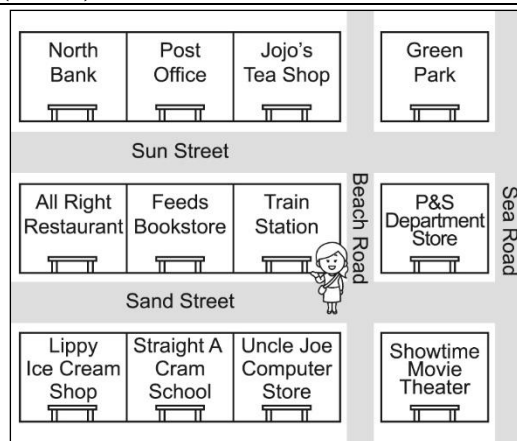 North
Bank
Post
Office
Jojo's
Tea Shop
Green
Park
Sun Street
All Right
Restaurant
Feeds
Bookstore
Train
Station
Beach Road
P&S
Department
Store
Sea Road
Sand Street
Lippy
Ice Cream
Shop
Straight A
Cram
School
Uncle Joe
Computer
Store
Showtime
Movie
Theater